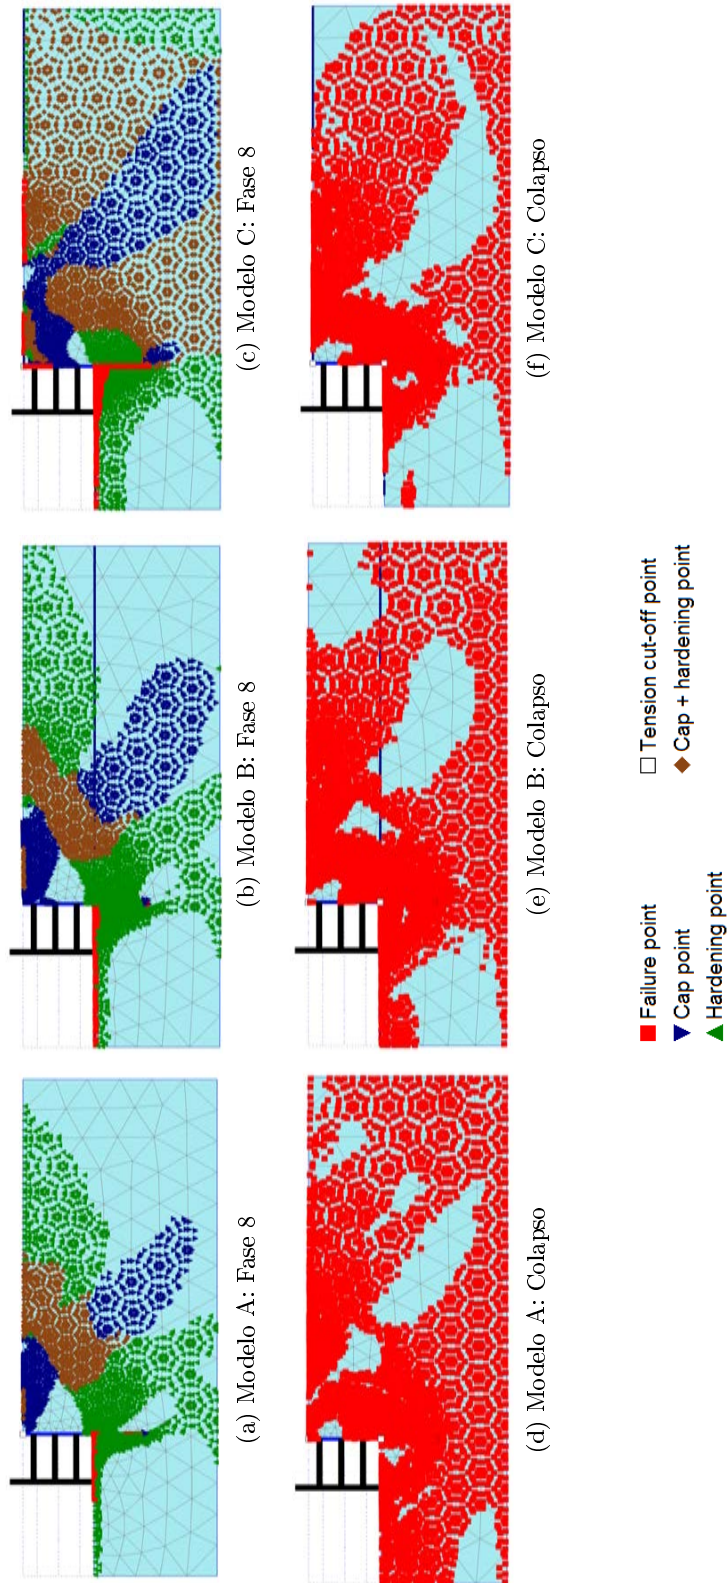 (a) Modelo A: Fase 8
(b) Modelo B: Fase 8
(c) Modelo C: Fase 8
(d) Modelo A: Colapso
(e) Modelo B: Colapso
(f) Modelo C: Colapso
Failure point
Tension cut-off point
Cap point
Cap + hardening point
Hardening point